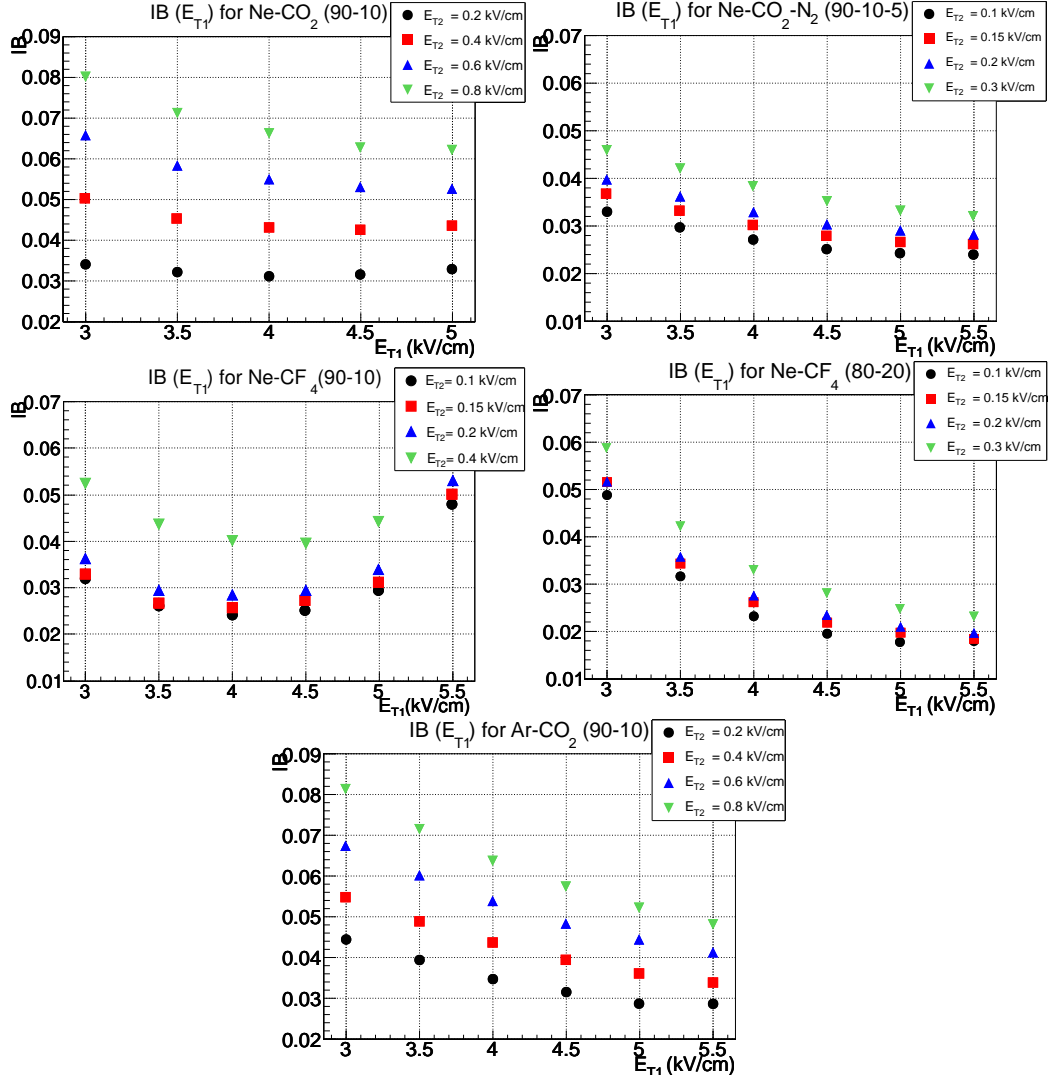 IB (E_T1) for Ne-CO_2 (90-10)
IB
E_T2 = 0.2 kV/cm
E_T2 = 0.4 kV/cm
E_T2 = 0.6 kV/cm
E_T2 = 0.8 kV/cm
0.09
0.08
0.07
0.06
0.05
0.04
0.03
0.02
3 3.5 4 4.5 5
E_T1 (kV/cm)
IB (E_T1) for Ne-CO_2-N_2 (90-10-5)
IB
E_T2 = 0.1 kV/cm
E_T2 = 0.15 kV/cm
E_T2 = 0.2 kV/cm
E_T2 = 0.3 kV/cm
0.07
0.06
0.05
0.04
0.03
0.02
0.01
3 3.5 4 4.5 5 5.5
E_T1 (kV/cm)
IB (E_T1) for Ne-CF_4 (90-10)
IB
E_T2= 0.1 kV/cm
E_T2= 0.15 kV/cm
E_T2= 0.2 kV/cm
E_T2= 0.4 kV/cm
0.07
0.06
0.05
0.04
0.03
0.02
0.01
3 3.5 4 4.5 5 5.5
E_T1(kV/cm)
IB (E_T1) for Ne-CF_4 (80-20)
IB
E_T2 = 0.1 kV/cm
E_T2 = 0.15 kV/cm
E_T2 = 0.2 kV/cm
E_T2 = 0.3 kV/cm
0.07
0.06
0.05
0.04
0.03
0.02
0.01
3 3.5 4 4.5 5 5.5
E_T1 (kV/cm)
IB (E_T1) for Ar-CO_2 (90-10)
IB
E_T2 = 0.2 kV/cm
E_T2 = 0.4 kV/cm
E_T2 = 0.6 kV/cm
E_T2 = 0.8 kV/cm
0.09
0.08
0.07
0.06
0.05
0.04
0.03
0.02
3 3.5 4 4.5 5 5.5
E_T1 (kV/cm)